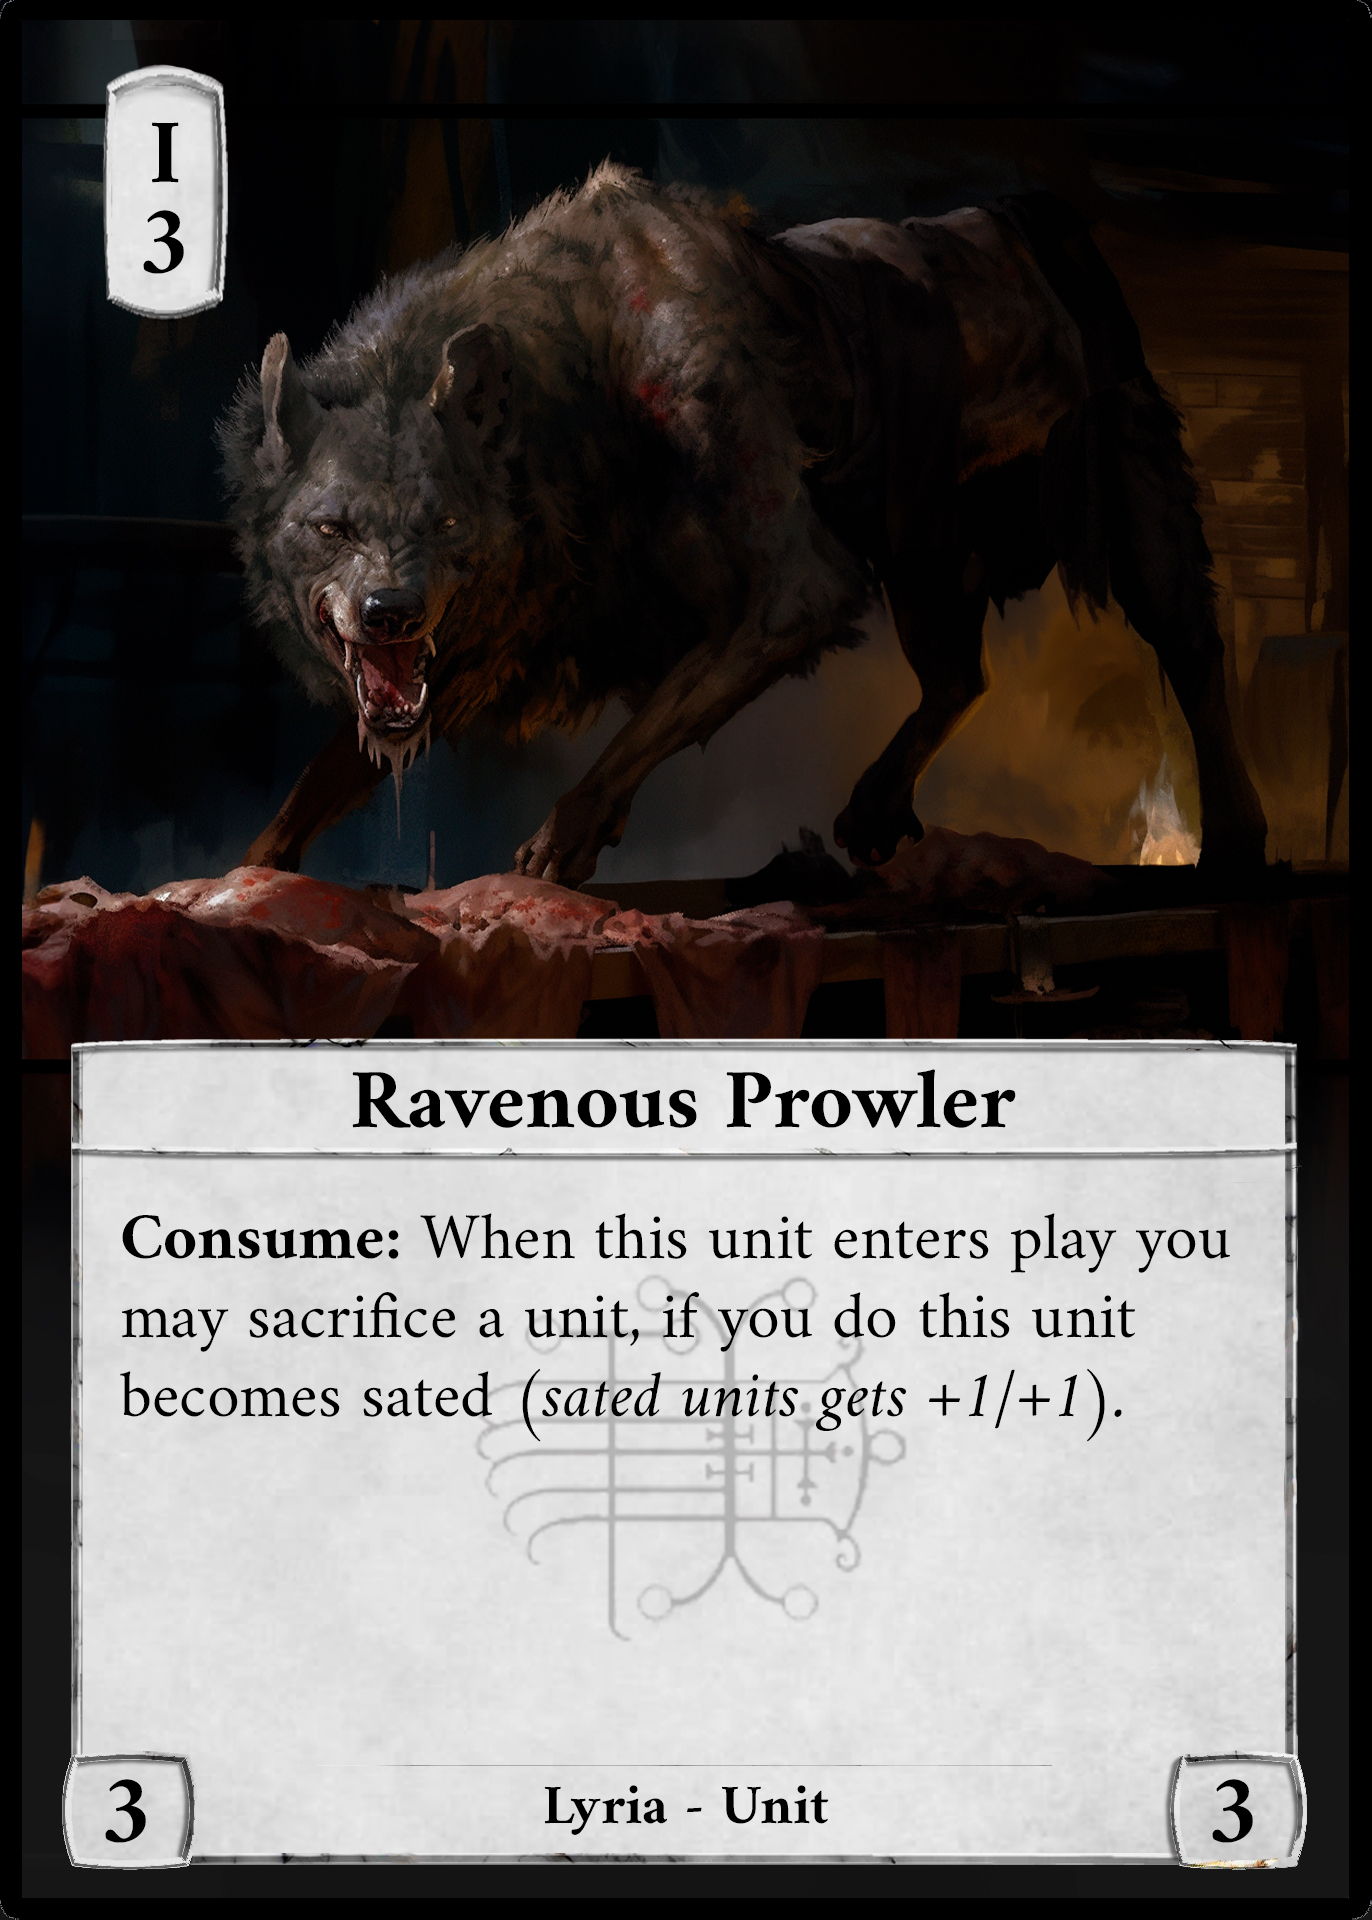 I
3
Ravenous Prowler
Consume: When this unit enters play you
may sacrifice a unit, if you do this unit
becomes sated (sated units gets +1/+1).
3
Lyria - Unit
3